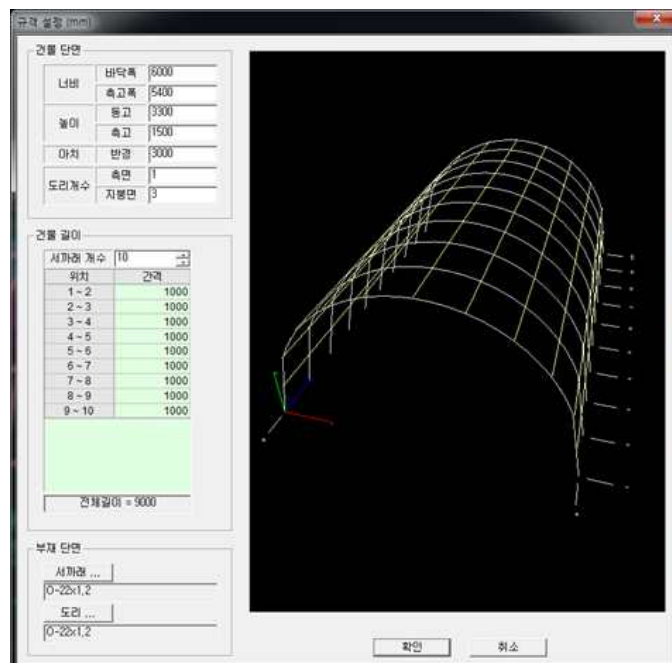 규격 설정 (mm)
건물 단면
너비
바닥폭 6000
측고폭 5400
높이
동고 3300
측고 1500
아치 반경 3000
도리개수
측면 1
지붕면 3
건물 길이
서까래 개수 10
위치 간격
1 ~ 2 1000
2 ~ 3 1000
3 ~ 4 1000
4 ~ 5 1000
5 ~ 6 1000
6 ~ 7 1000
7 ~ 8 1000
8 ~ 9 1000
9 ~ 10 1000
전체길이 = 9000
부재 단면
서까래 ...
O-22x1,2
도리 ...
O-22x1,2
확인 취소